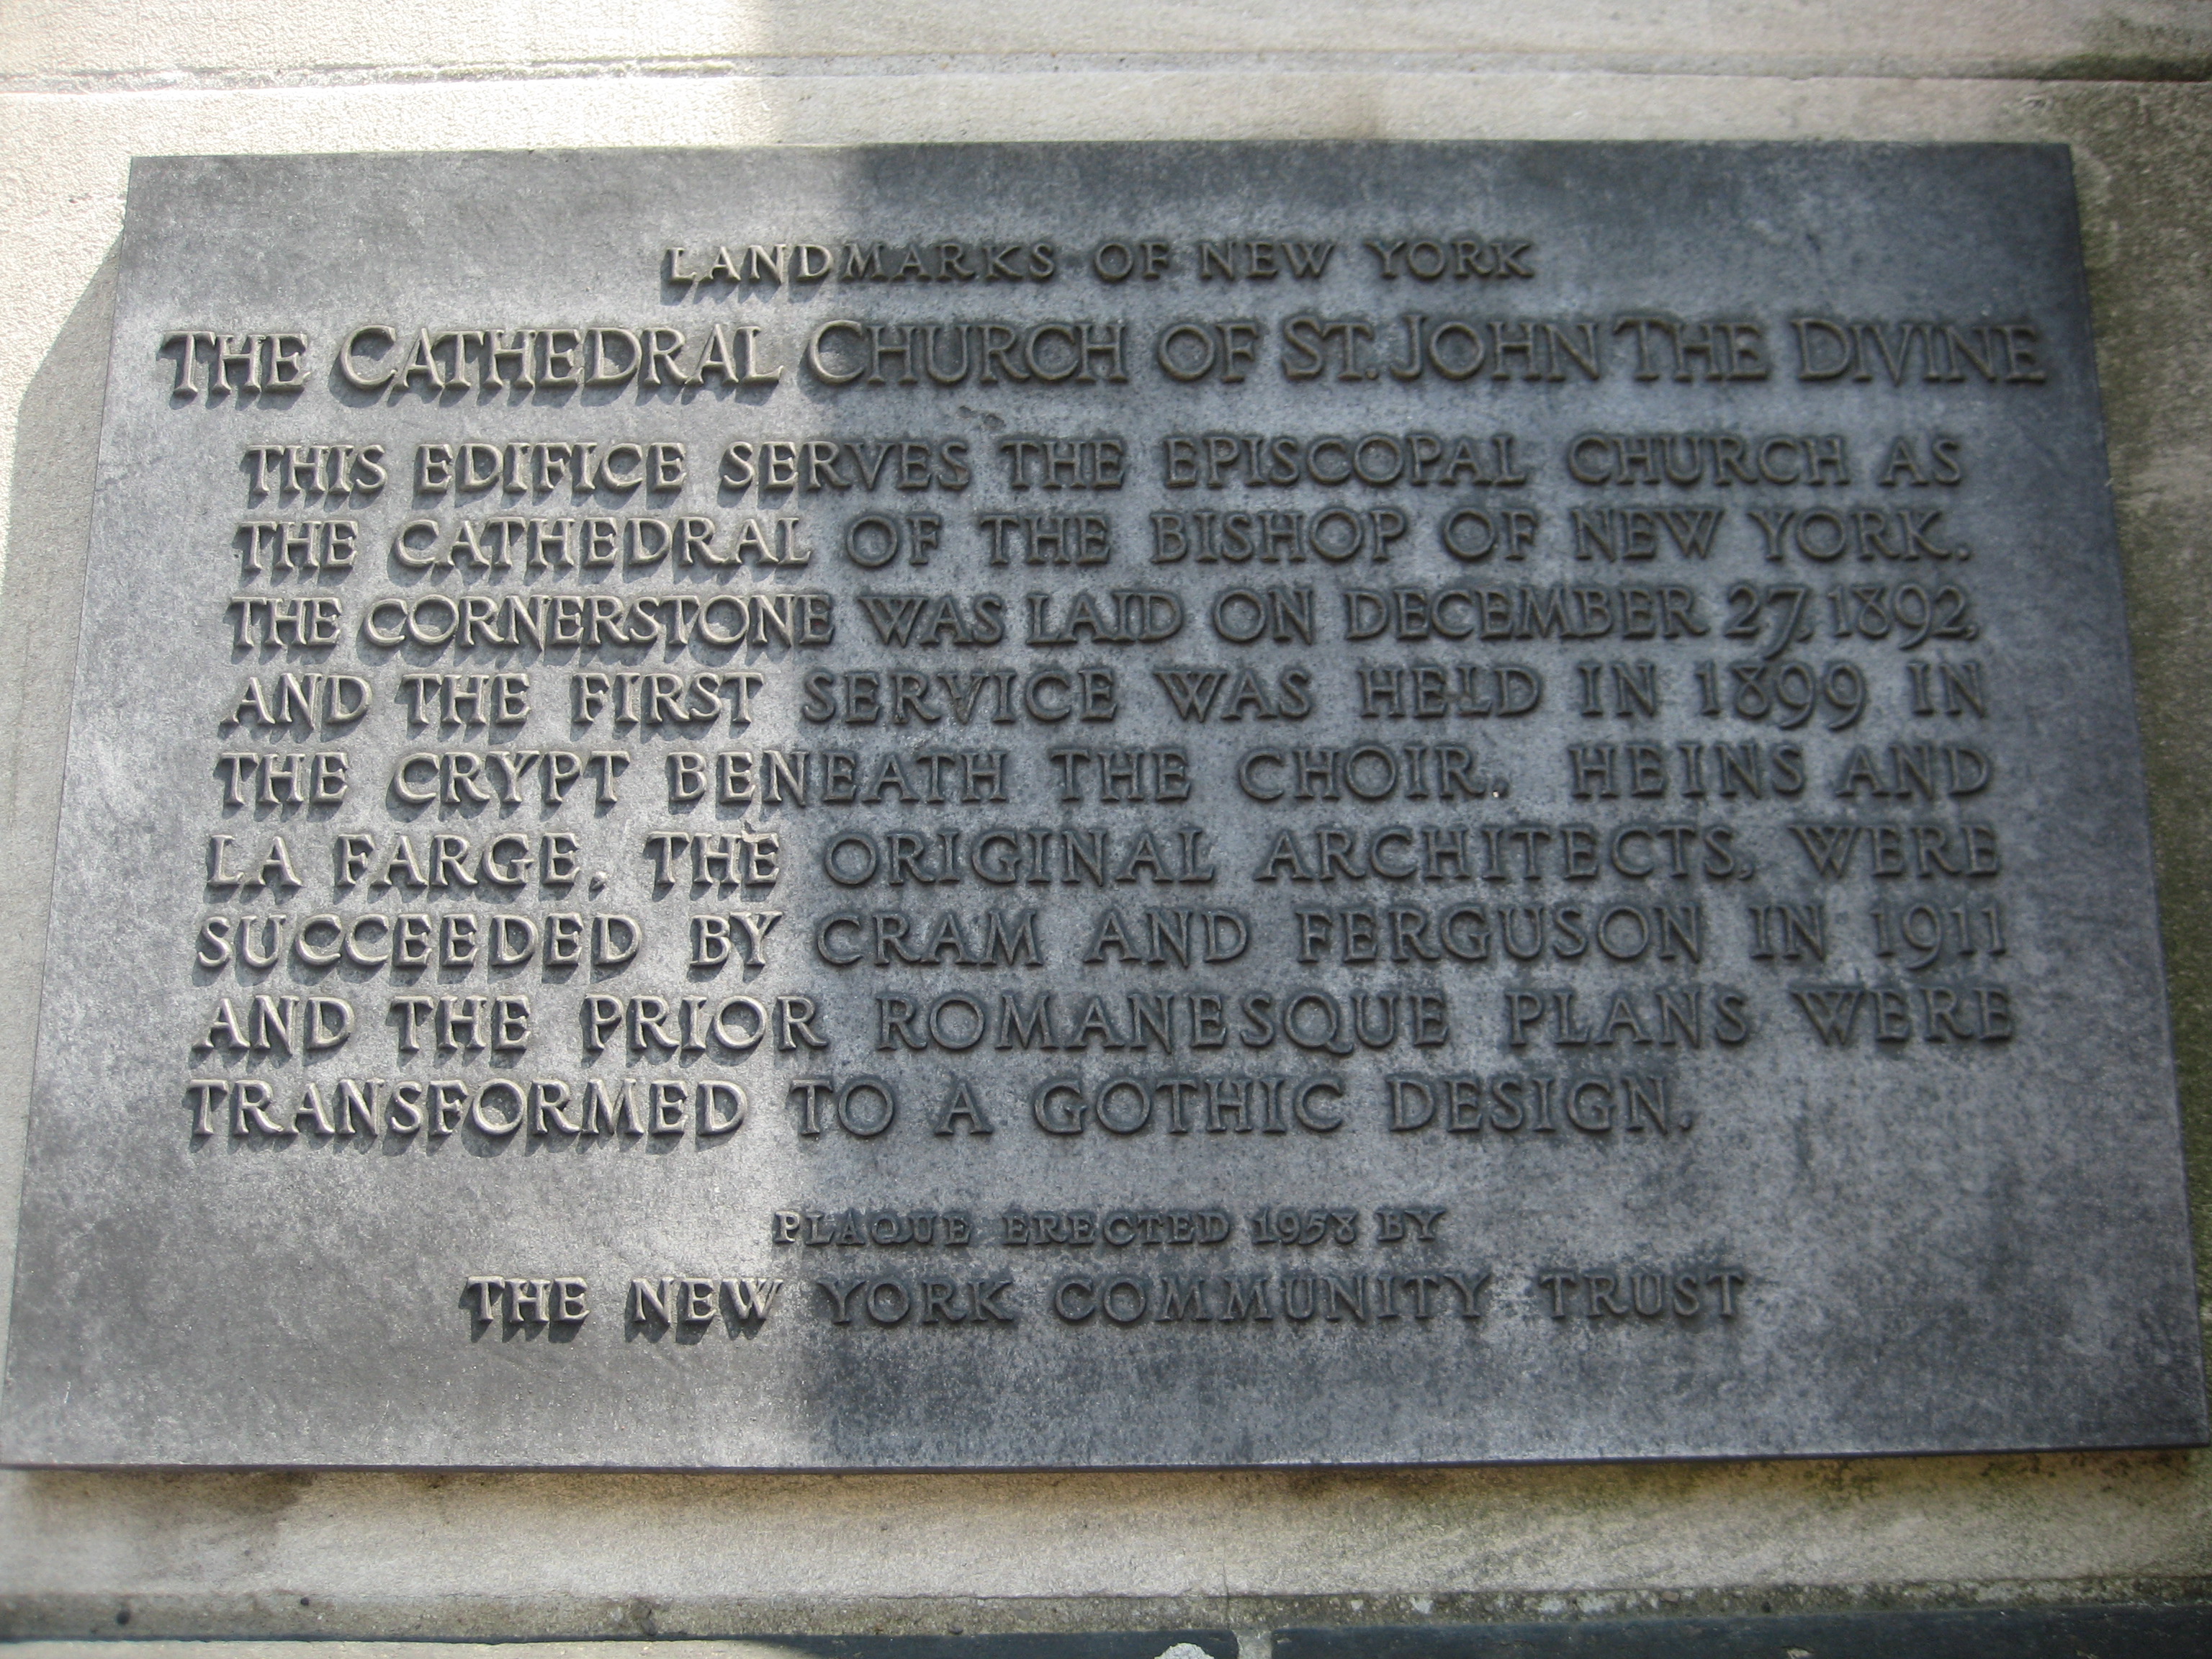 LANDMARKS OF NEW YORK
THE CATHEDRAL CHURCH OF ST. JOHN THE DIVINE
THIS EDIFICE SERVES THE EPISCOPAL CHURCH AS
THE CATHEDRAL OF THE BISHOP OF NEW YORK.
THE CORNERSTONE WAS LAID ON DECEMBER 27, 1892,
AND THE FIRST SERVICE WAS HELD IN 1899 IN
THE CRYPT BENEATH THE CHOIR. HEINS AND
LA FARGE, THE ORIGINAL ARCHITECTS, WERE
SUCCEEDED BY CRAM AND FERGUSON IN 1911
AND THE PRIOR ROMANESQUE PLANS WERE
TRANSFORMED TO A GOTHIC DESIGN.
PLAQUE ERECTED 1958 BY
THE NEW YORK COMMUNITY TRUST